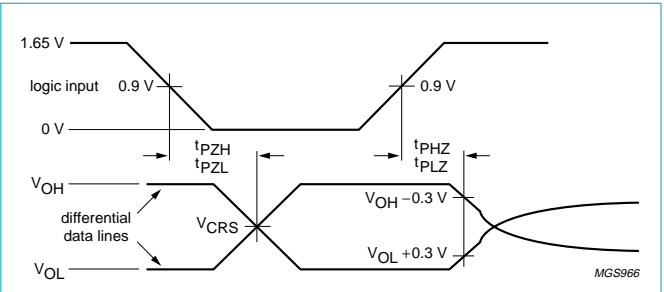 1.65 V
logic input
0.9 V
0.9 V
0 V
tPZH
tPZL
tPHZ
tPLZ
VOH
VOH −0.3 V
differential
data lines
VCRS
VOL +0.3 V
VOL
MGS966